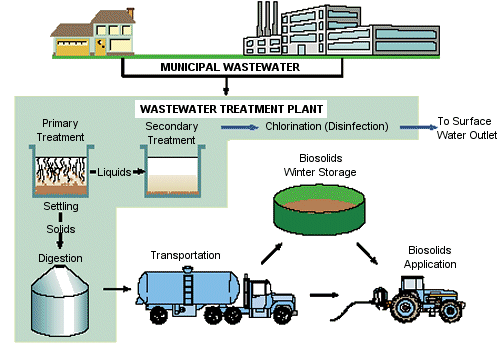 MUNICIPAL WASTEWATER
WASTEWATER TREATMENT PLANT
Primary
Treatment
Secondary
Treatment
Chlorination (Disinfection)
To Surface
Water Outlet
Liquids
Settling
Solids
Digestion
Transportation
Biosolids
Winter Storage
Biosolids
Application